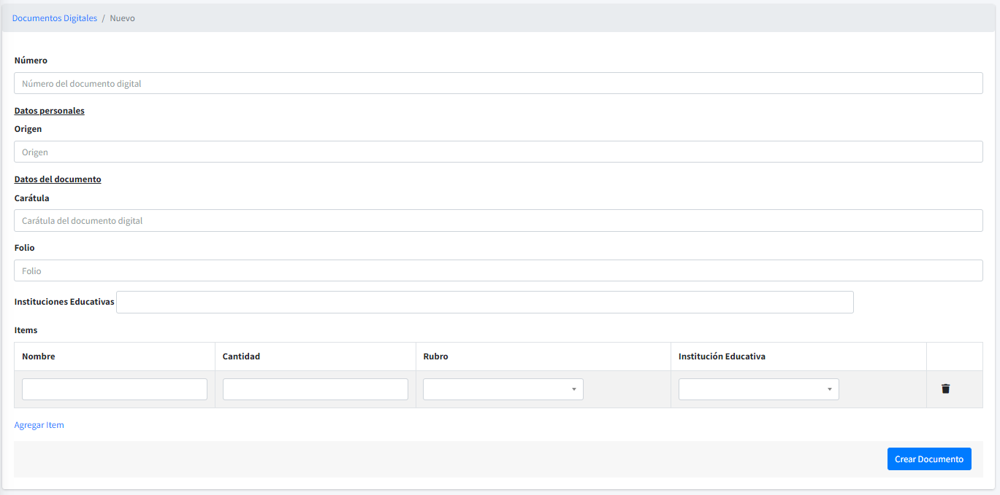 Documentos Digitales / Nuevo
Número
Número del documento digital
Datos personales
Origen
Origen
Datos del documento
Carátula
Carátula del documento digital
Folio
Folio
Instituciones Educativas
Items
Nombre Cantidad Rubro Institución Educativa
Agregar Item
Crear Documento